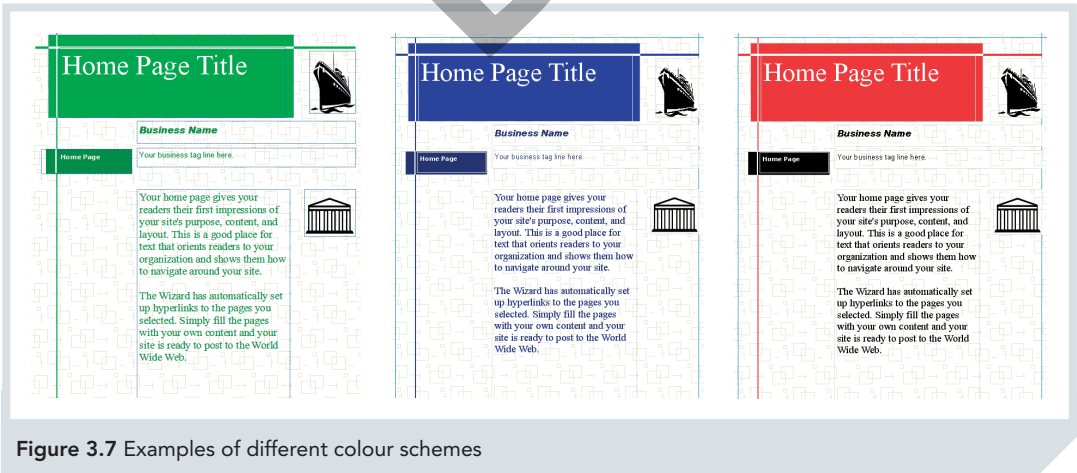 Home Page Title
Business Name
Home Page
Your business tag line here.
Your home page gives your
readers their first impressions of
your site's purpose, content, and
layout. This is a good place for
text that orients readers to your
organization and shows them how
to navigate around your site.
The Wizard has automatically set
up hyperlinks to the pages you
selected. Simply fill the pages
with your own content and your
site is ready to post to the World
Wide Web.
Home Page Title
Business Name
Home Page
Your business tag line here.
Your home page gives your
readers their first impressions of
your site's purpose, content, and
layout. This is a good place for
text that orients readers to your
organization and shows them how
to navigate around your site.
The Wizard has automatically set
up hyperlinks to the pages you
selected. Simply fill the pages
with your own content and your
site is ready to post to the World
Wide Web.
Home Page Title
Business Name
Home Page
Your business tag line here.
Your home page gives your
readers their first impressions of
your site's purpose, content, and
layout. This is a good place for
text that orients readers to your
organization and shows them how
to navigate around your site.
The Wizard has automatically set
up hyperlinks to the pages you
selected. Simply fill the pages
with your own content and your
site is ready to post to the World
Wide Web.
Figure 3.7 Examples of different colour schemes